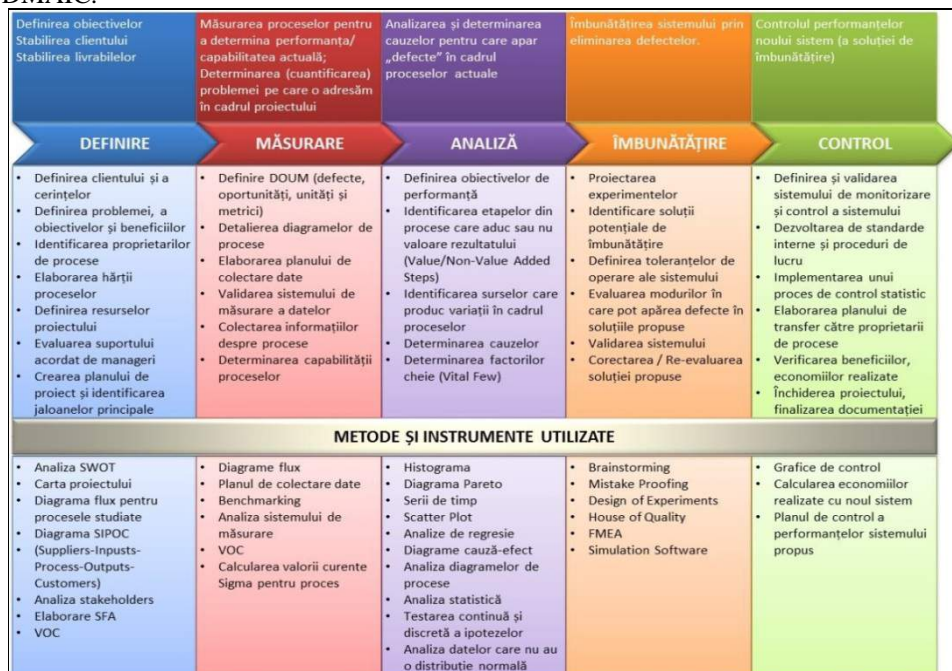 DMAIC.
Definirea obiectivelor
Stabilirea clientului
Stabilirea livrabilelor
Măsurarea proceselor pentru
a determina performanța/
capabilitatea actuală;
Determinarea (cuantificarea)
problemei pe care o adresăm
în cadrul proiectului
Analizarea și determinarea
cauzelor pentru care apar
„defecte” în cadrul
proceselor actuale
Îmbunătățirea sistemului prin
eliminarea defectelor.
Controlul performanțelor
noului sistem (a soluției de
îmbunătățire)
DEFINIRE
MĂSURARE
ANALIZĂ
ÎMBUNĂTĂȚIRE
CONTROL
• Definirea clientului și a
cerințelor
• Definirea problemei, a
obiectivelor și beneficiilor
• Identificarea proprietarilor
de procese
• Elaborarea hărții
proceselor
• Definirea resurselor
proiectului
• Evaluarea suportului
acordat de manageri
• Crearea planului de
proiect și identificarea
jaloanelor principale
• Definire DOUM (defecte,
oportunități, unități și
metrici)
• Detalierea diagramelor de
procese
• Elaborarea planului de
colectare date
• Validarea sistemului de
măsurare a datelor
• Colectarea informațiilor
despre procese
• Determinarea capabilității
proceselor
• Definirea obiectivelor de
performanță
• Identificarea etapelor din
procese care aduc sau nu
valoare rezultatului
(Value/Non-Value Added
Steps)
• Identificarea surselor care
produc variații în cadrul
proceselor
• Determinarea cauzelor
• Determinarea factorilor
cheie (Vital Few)
• Proiectarea
experimentelor
• Identificare soluții
potențiale de
îmbunătățire
• Definirea toleranțelor de
operare ale sistemului
• Evaluarea modurilor în
care pot apărea defecte în
soluțiile propuse
• Validarea sistemului
• Corectarea / Re-evaluarea
soluției propuse
• Definirea și validarea
sistemului de monitorizare
și control a sistemului
• Dezvoltarea de standarde
interne și proceduri de
lucru
• Implementarea unui
proces de control statistic
• Elaborarea planului de
transfer către proprietarii
de procese
• Verificarea beneficiilor,
economiilor realizate
• Închiderea proiectului,
finalizarea documentației
METODE ȘI INSTRUMENTE UTILIZATE
• Analiza SWOT
• Carta proiectului
• Diagrama flux pentru
procesele studiate
• Diagrama SIPOC
• (Suppliers-Inpusts-
Process-Outputs-
Customers)
• Analiza stakeholders
• Elaborare SFA
• VOC
• Diagrame flux
• Planul de colectare date
• Benchmarking
• Analiza sistemului de
măsurare
• VOC
• Calcularea valorii curente
Sigma pentru proces
• Histograma
• Diagrama Pareto
• Serii de timp
• Scatter Plot
• Analize de regresie
• Diagrame cauză-efect
• Analiza diagramelor de
procese
• Analiza statistică
• Testarea continuă și
discretă a ipotezelor
• Analiza datelor care nu au
o distribuție normală
• Brainstorming
• Mistake Proofing
• Design of Experiments
• House of Quality
• FMEA
• Simulation Software
• Grafice de control
• Calcularea economiilor
realizate cu noul sistem
• Planul de control a
performanțelor sistemului
propus